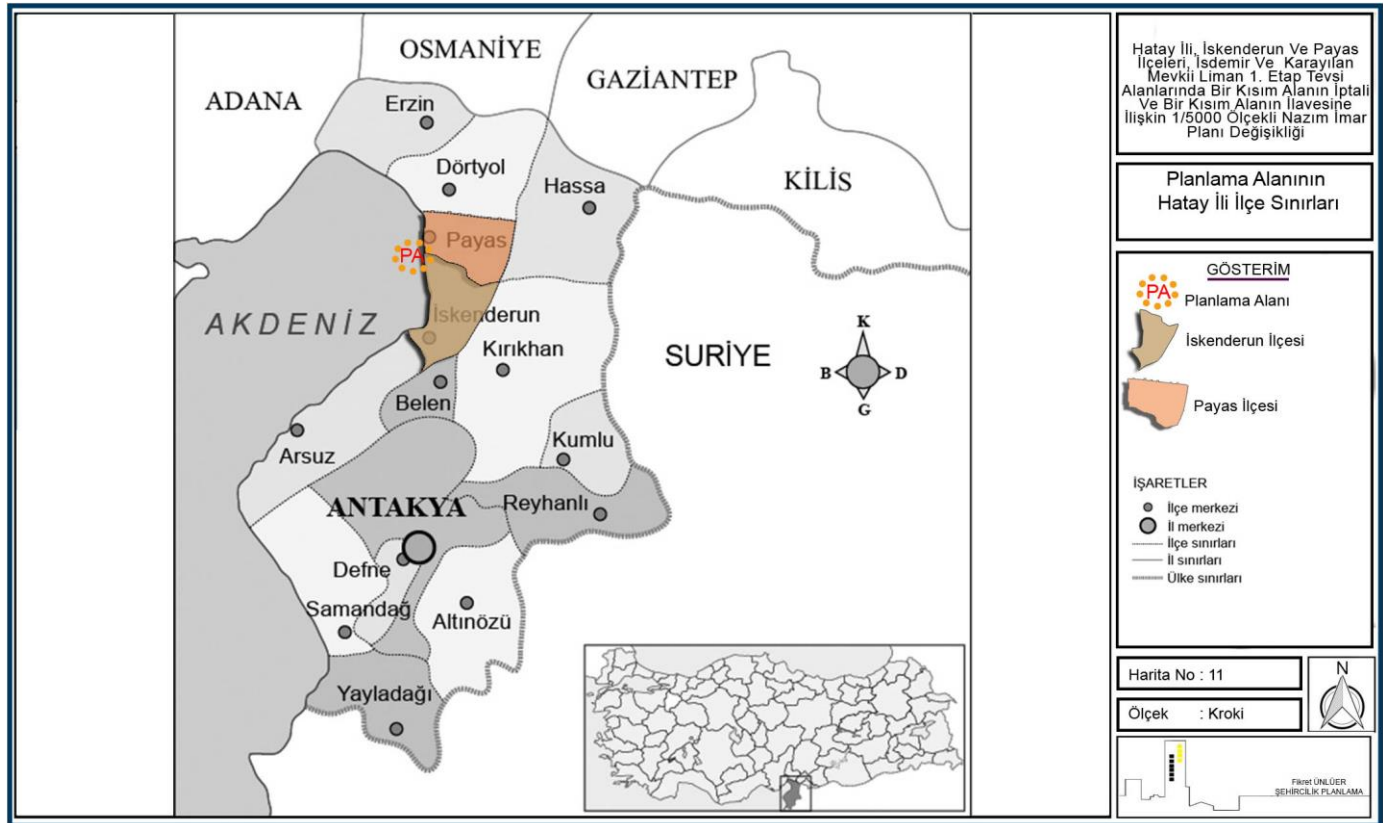 OSMANİYE
GAZİANTEP
ADANA
Erzin
Dörtyol
Hassa
KİLİS
Payas
PA
AKDENİZ
İskenderun
Kırıkhan
SURİYE
K
B D
G
Belen
Arsuz
Kumlu
ANTAKYA
Reyhanlı
Defne
Samandağ
Altınözü
Yayladağı
Hatay İli, İskenderun Ve Payas
İlçeleri, İsdemir Ve Karayılan
Mevkii Liman 1. Etap Tevsi
Alanlarında Bir Kısım Alanın İptali
Ve Bir Kısım Alanın İlavesine
İlişkin 1/5000 Ölçekli Nazım İmar
Planı Değişikliği
Planlama Alanının
Hatay İli İlçe Sınırları
GÖSTERİM
PA Planlama Alanı
İskenderun İlçesi
Payas İlçesi
İŞARETLER
İlçe merkezi
İl merkezi
İlçe sınırları
İl sınırları
Ülke sınırları
Harita No : 11
Ölçek : Kroki
N
Fikret ÜNLÜER
ŞEHİRCİLİK PLANLAMA